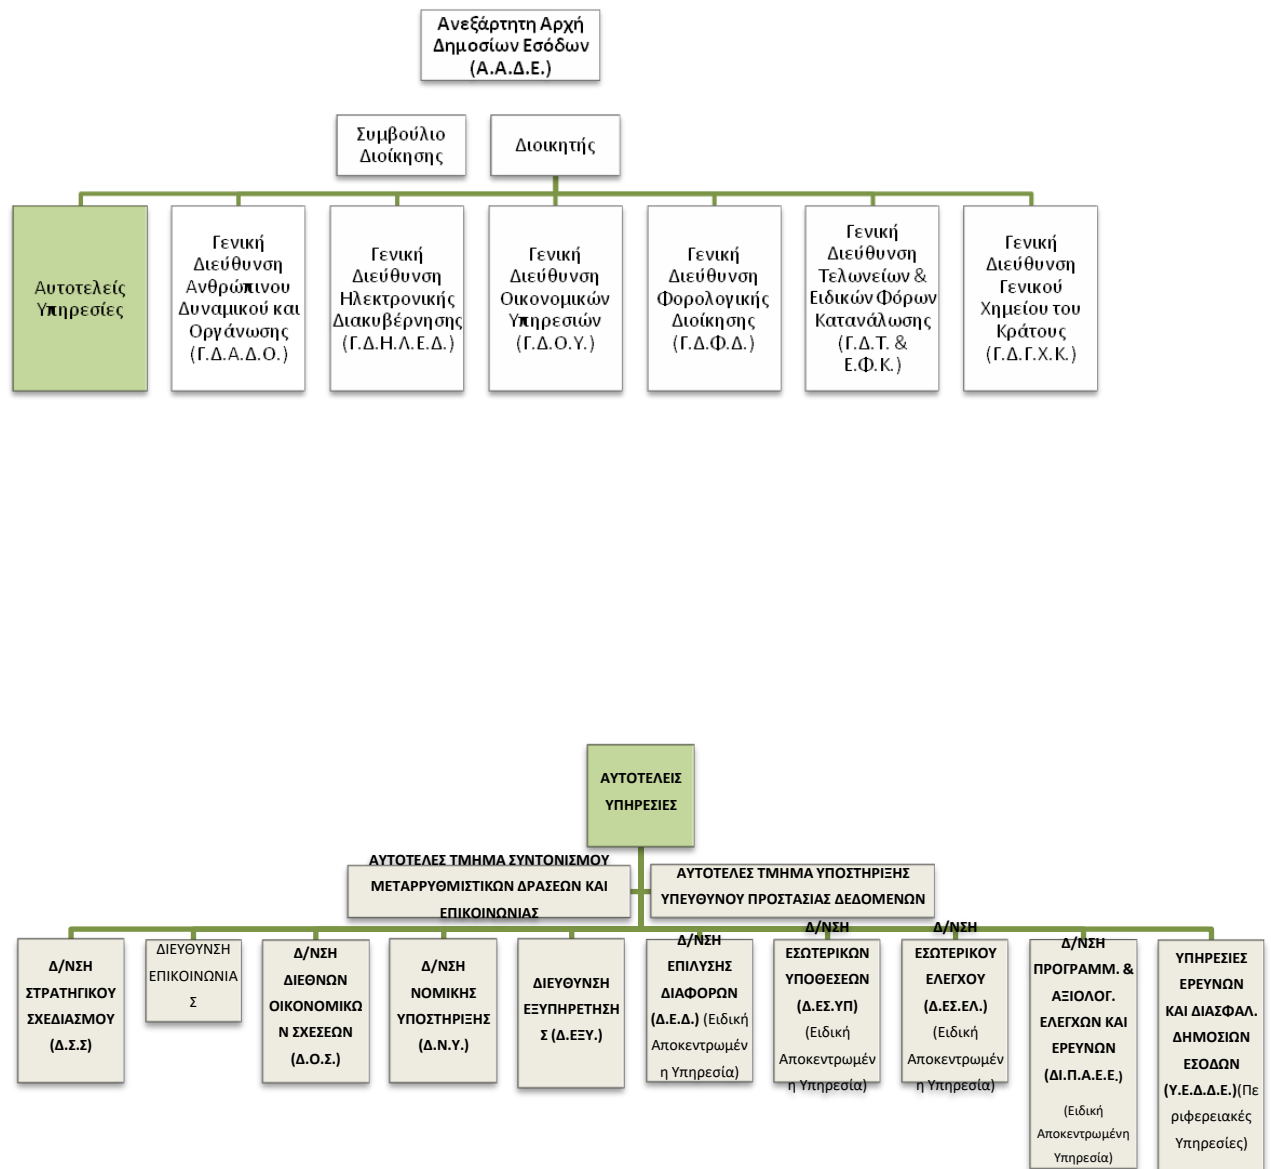 Ανεξάρτητη Αρχή
Δημοσίων Εσόδων
(Α.Α.Δ.Ε.)
Συμβούλιο
Διοίκησης
Διοικητής
Αυτοτελείς
Υπηρεσίες
Γενική
Διεύθυνση
Ανθρώπινου
Δυναμικού και
Οργάνωσης
(Γ.Δ.Α.Δ.Ο.)
Γενική
Διεύθυνση
Ηλεκτρονικής
Διακυβέρνησης
(Γ.Δ.Η.Λ.Ε.Δ.)
Γενική
Διεύθυνση
Οικονομικών
Υπηρεσιών
(Γ.Δ.Ο.Υ.)
Γενική
Διεύθυνση
Φορολογικής
Διοίκησης
(Γ.Δ.Φ.Δ.)
Γενική
Διεύθυνση
Τελωνείων &
Ειδικών Φόρων
Κατανάλωσης
(Γ.Δ.Τ. &
Ε.Φ.Κ.)
Γενική
Διεύθυνση
Γενικού
Χημείου του
Κράτους
(Γ.Δ.Γ.Χ.Κ.)
ΑΥΤΟΤΕΛΕΙΣ
ΥΠΗΡΕΣΙΕΣ
ΑΥΤΟΤΕΛΕΣ ΤΜΗΜΑ ΣΥΝΤΟΝΙΣΜΟΥ
ΜΕΤΑΡΡΥΘΜΙΣΤΙΚΩΝ ΔΡΑΣΕΩΝ ΚΑΙ
ΕΠΙΚΟΙΝΩΝΙΑΣ
ΑΥΤΟΤΕΛΕΣ ΤΜΗΜΑ ΥΠΟΣΤΗΡΙΞΗΣ
ΥΠΕΥΘΥΝΟΥ ΠΡΟΣΤΑΣΙΑΣ ΔΕΔΟΜΕΝΩΝ
Δ/ΝΣΗ
ΣΤΡΑΤΗΓΙΚΟΥ
ΣΧΕΔΙΑΣΜΟΥ
(Δ.Σ.Σ)
ΔΙΕΥΘΥΝΣΗ
ΕΠΙΚΟΙΝΩΝΙΑ
Σ
Δ/ΝΣΗ
ΔΙΕΘΝΩΝ
ΟΙΚΟΝΟΜΙΚΩ
Ν ΣΧΕΣΕΩΝ
(Δ.Ο.Σ.)
Δ/ΝΣΗ
ΝΟΜΙΚΗΣ
ΥΠΟΣΤΗΡΙΞΗΣ
(Δ.Ν.Υ.)
ΔΙΕΥΘΥΝΣΗ
ΕΞΥΠΗΡΕΤΗΣΗ
Σ (Δ.ΕΞΥ.)
Δ/ΝΣΗ
ΕΠΙΛΥΣΗΣ
ΔΙΑΦΟΡΩΝ
(Δ.Ε.Δ.) (Ειδική
Αποκεντρωμέν
η Υπηρεσία)
Δ/ΝΣΗ
ΕΣΩΤΕΡΙΚΩΝ
ΥΠΟΘΕΣΕΩΝ
(Δ.ΕΣ.ΥΠ)
(Ειδική
Αποκεντρωμέν
η Υπηρεσία)
Δ/ΝΣΗ
ΕΣΩΤΕΡΙΚΟΥ
ΕΛΕΓΧΟΥ
(Δ.ΕΣ.ΕΛ.)
(Ειδική
Αποκεντρωμέν
η Υπηρεσία)
Δ/ΝΣΗ
ΠΡΟΓΡΑΜΜ. &
ΑΞΙΟΛΟΓ.
ΕΛΕΓΧΩΝ ΚΑΙ
ΕΡΕΥΝΩΝ
(ΔΙ.Π.Α.Ε.Ε.)
(Ειδική
Αποκεντρωμένη
Υπηρεσία)
ΥΠΗΡΕΣΙΕΣ
ΕΡΕΥΝΩΝ
ΚΑΙ ΔΙΑΣΦΑΛ.
ΔΗΜΟΣΙΩΝ
ΕΣΟΔΩΝ
(Υ.Ε.Δ.Δ.Ε.)(Πε
ριφερειακές
Υπηρεσίες)